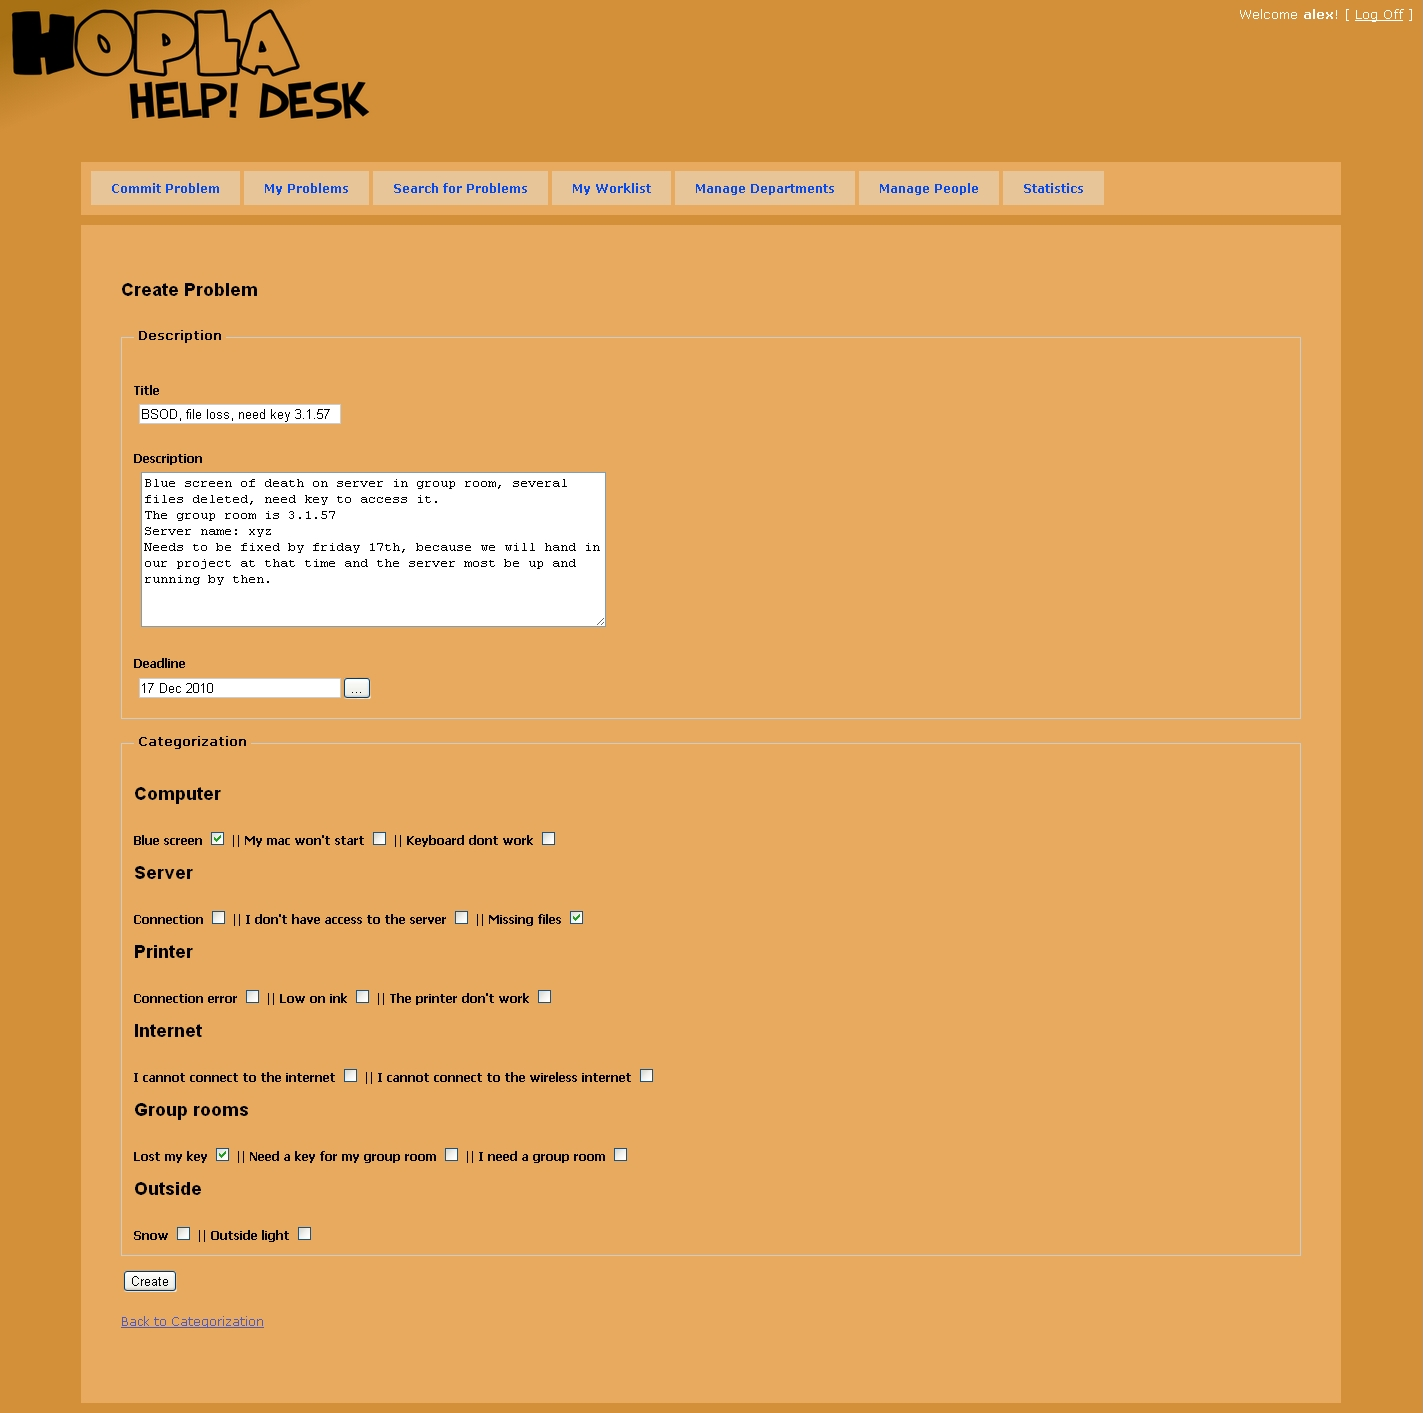 HOPLA
HELP! DESK
Welcome alex! [ Log Off ]
Commit Problem My Problems Search for Problems My Worklist Manage Departments Manage People Statistics
Create Problem
Description
Title
BSOD, file loss, need key 3.1.57
Description
Blue screen of death on server in group room, several
files deleted, need key to access it.
The group room is 3.1.57
Server name: xyz
Needs to be fixed by friday 17th, because we will hand in
our project at that time and the server most be up and
running by then.
Deadline
17 Dec 2010 ...
Categorization
Computer
Blue screen || My mac won't start || Keyboard dont work
Server
Connection || I don't have access to the server || Missing files
Printer
Connection error || Low on ink || The printer don't work
Internet
I cannot connect to the internet || I cannot connect to the wireless internet
Group rooms
Lost my key || Need a key for my group room || I need a group room
Outside
Snow || Outside light
Create
Back to Categorization